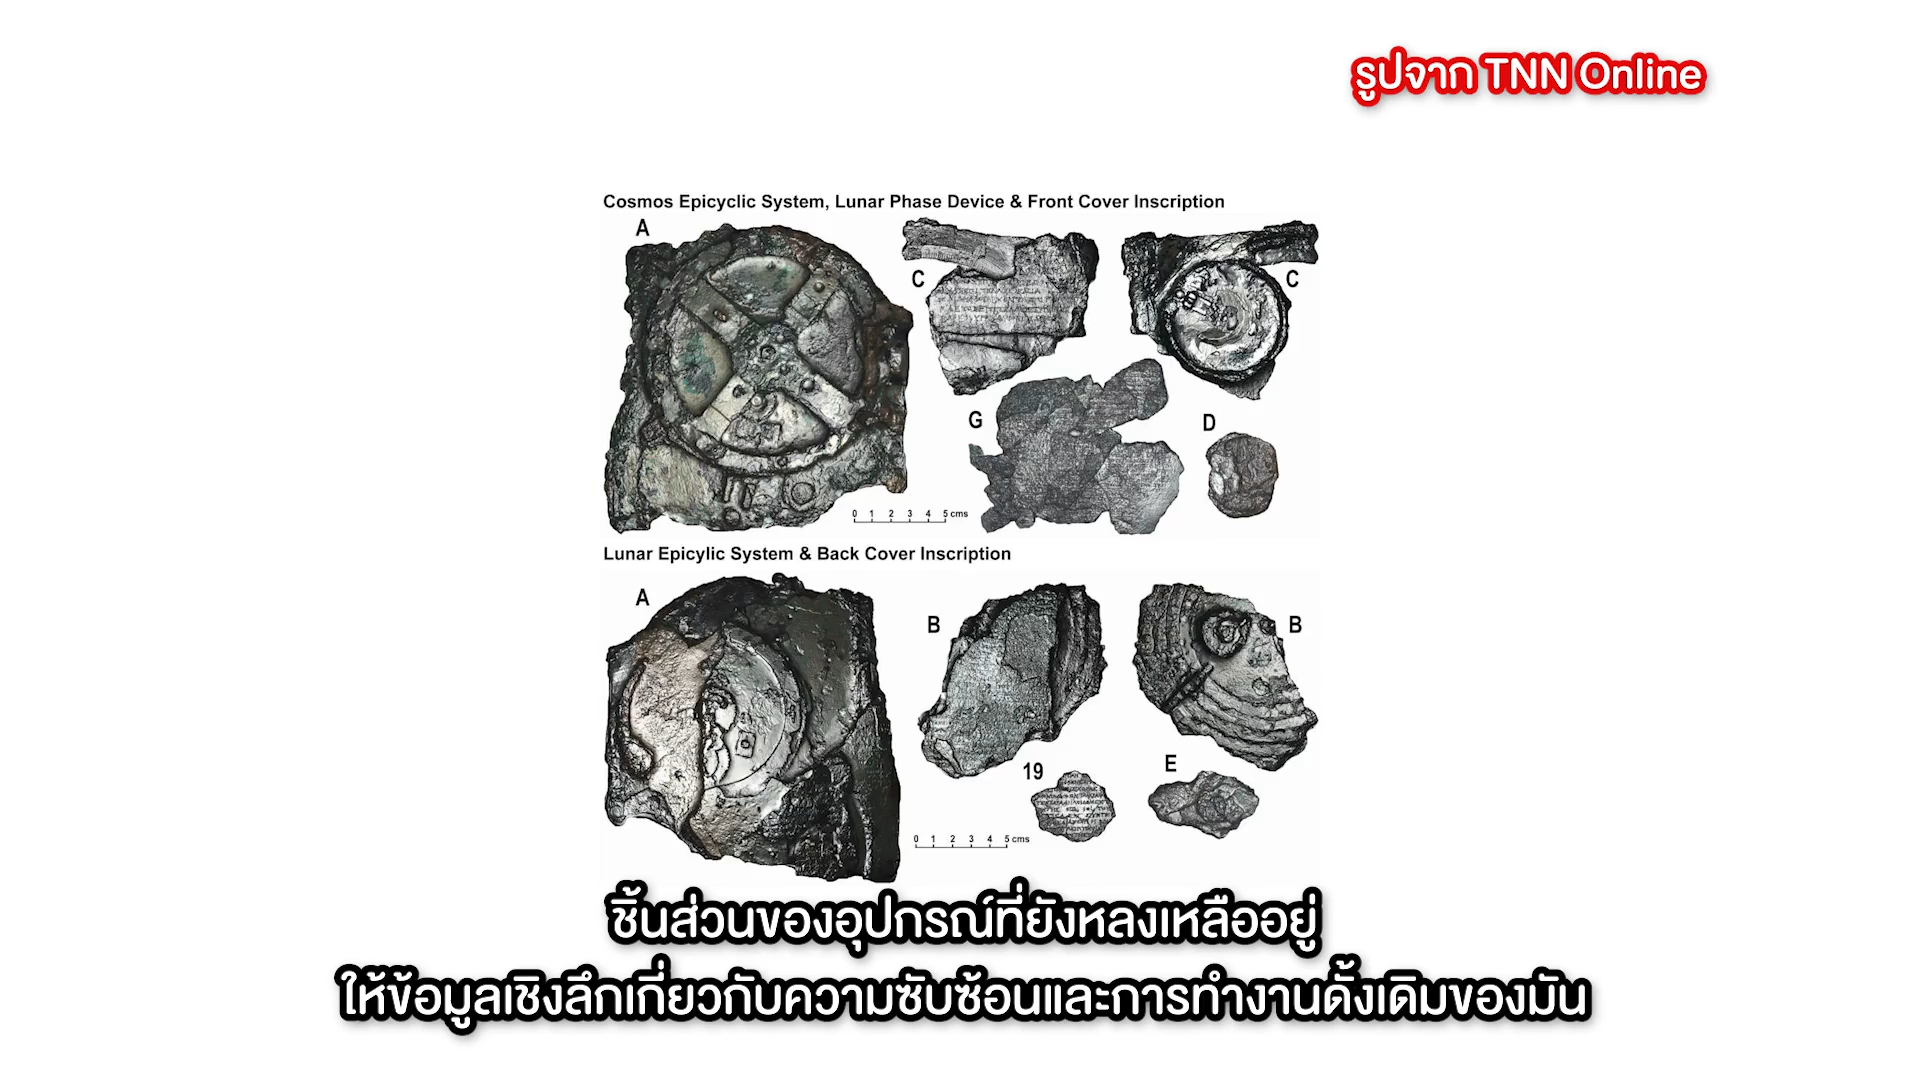 รูปจาก TNN Online
Cosmos Epicyclic System, Lunar Phase Device & Front Cover Inscription
A
C
C
G
D
0 1 2 3 4 5 cms
Lunar Epicylic System & Back Cover Inscription
A
B
B
19
E
0 1 2 3 4 5 cms
ชิ้นส่วนของอุปกรณ์ที่ยังหลงเหลืออยู่
ให้ข้อมูลเชิงลึกเกี่ยวกับความซับซ้อนและการทำงานดั้งเดิมของมัน